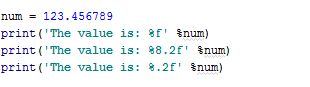 num = 123.456789
print('The value is: %f' %num)
print('The value is: %8.2f' %num)
print('The value is: %.2f' %num)